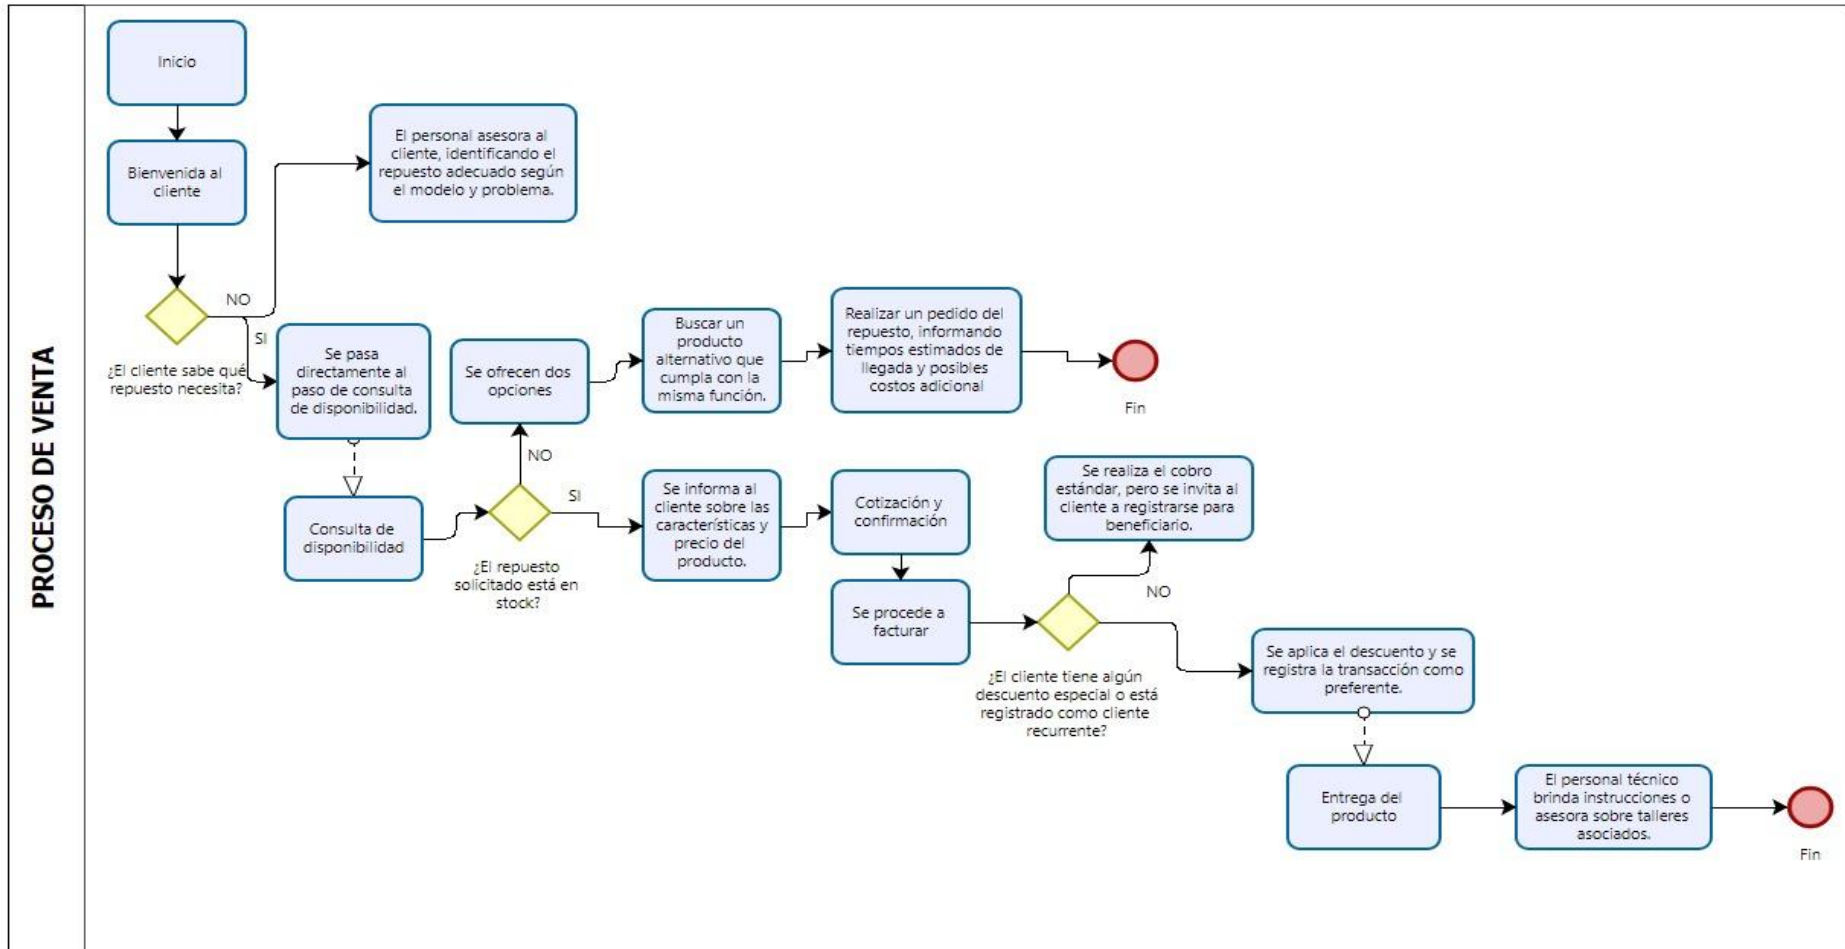 PROCESO DE VENTA
Inicio
Bienvenida al
cliente
El personal asesora al
cliente, identificando el
repuesto adecuado según
el modelo y problema.
NO
SI
¿El cliente sabe qué
repuesto necesita?
Se pasa
directamente al
paso de consulta
de disponibilidad.
Consulta de
disponibilidad
¿El repuesto
solicitado está en
stock?
NO
SI
Se ofrecen dos
opciones
Buscar un
producto
alternativo que
cumpla con la
misma función.
Realizar un pedido del
repuesto, informando
tiempos estimados de
llegada y posibles
costos adicional
Fin
Se informa al
cliente sobre las
características y
precio del
producto.
Cotización y
confirmación
Se procede a
facturar
¿El cliente tiene algún
descuento especial o está
registrado como cliente
recurrente?
NO
Se realiza el cobro
estándar, pero se invita al
cliente a registrarse para
beneficiario.
Se aplica el descuento y se
registra la transacción como
preferente.
Entrega del
producto
El personal técnico
brinda instrucciones o
asesora sobre talleres
asociados.
Fin